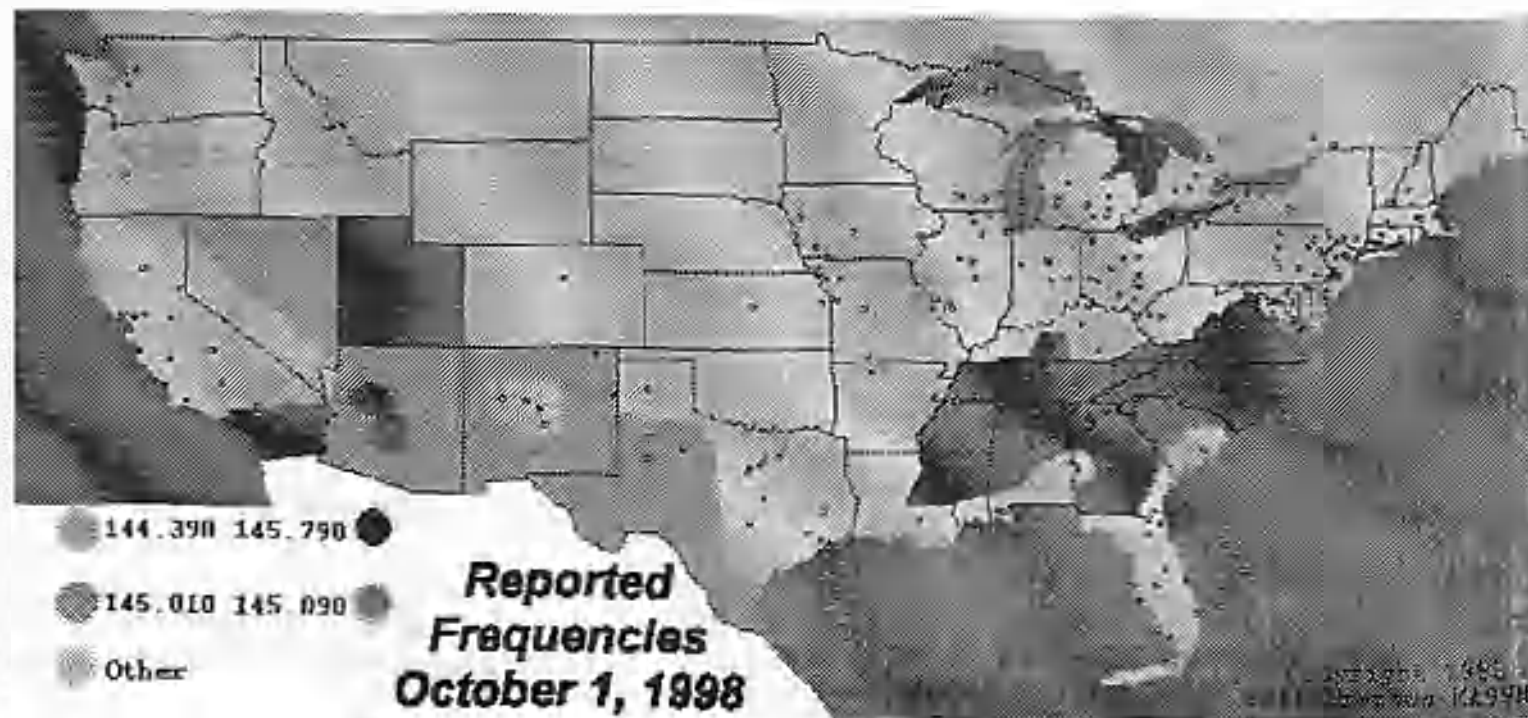 144.390 145.790
145.010 145.090
Other
Reported
Frequencies
October 1, 1998